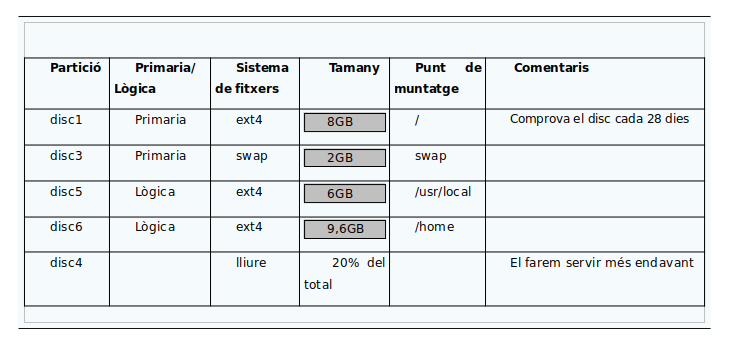 Partició Primaria/ Lògica Sistema de fitxers Tamany Punt de muntatge Comentaris
disc1 Primaria ext4 8GB / Comprova el disc cada 28 dies
disc3 Primaria swap 2GB swap
disc5 Lògica ext4 6GB /usr/local
disc6 Lògica ext4 9,6GB /home
disc4 lliure 20% del total El farem servir més endavant